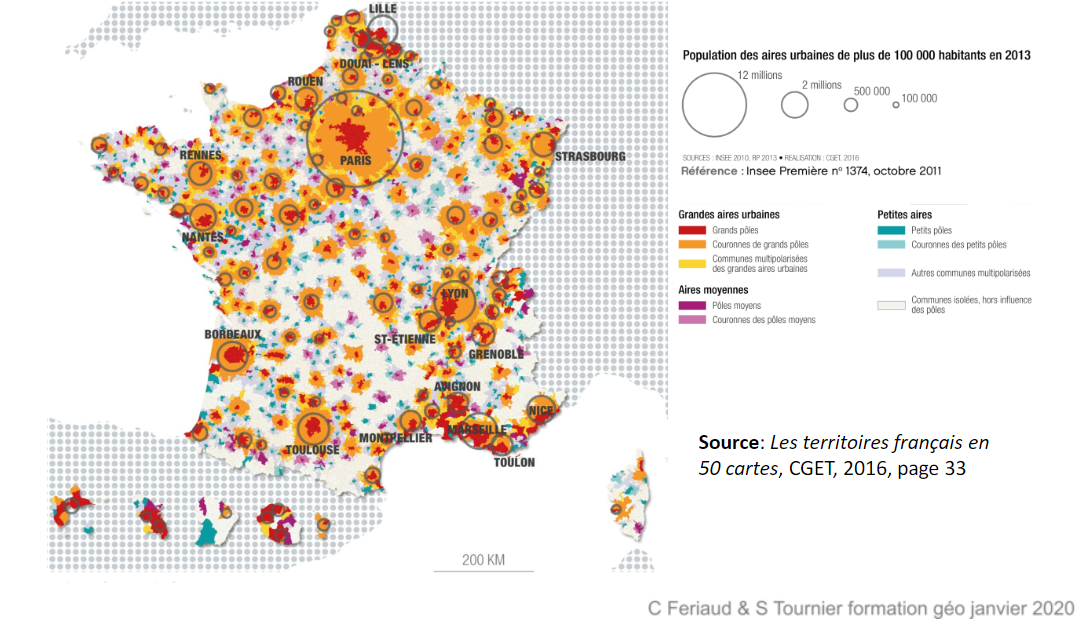 LILLE
DOUAI - LENS
ROUEN
PARIS
STRASBOURG
RENNES
NANTES
LYON
ST-ÉTIENNE
GRENOBLE
BORDEAUX
AVIGNON
NICE
MARSEILLE
MONTPELLIER
TOULOUSE
TOULON
200 KM
Population des aires urbaines de plus de 100 000 habitants en 2013
12 millions
2 millions
500 000
100 000
SOURCES : INSEE 2010, RP 2013 • REALISATION : CGET, 2016
Référence : Insee Première nº 1374, octobre 2011
Grandes aires urbaines
Grands pôles
Couronnes de grands pôles
Communes multipolarisées
des grandes aires urbaines
Aires moyennes
Pôles moyens
Couronnes des pôles moyens
Petites aires
Petits pôles
Couronnes des petits pôles
Autres communes multipolarisées
Communes isolées, hors influence
des pôles
Source: Les territoires français en
50 cartes, CGET, 2016, page 33
C Feriaud & S Tournier formation géo janvier 2020